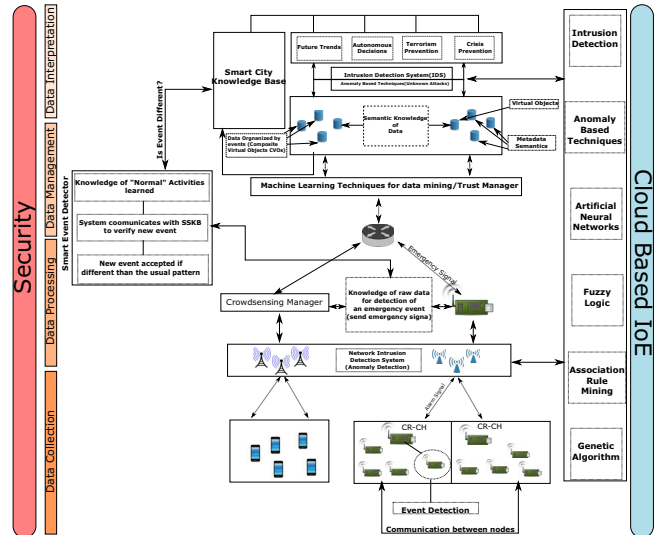 Security
Data Interpretation
Data Management
Data Processing
Data Collection
Smart City
Knowledge Base
Future Trends
Autonomous
Decisions
Terrorism
Prevention
Crisis
Prevention
Intrusion Detection System(IDS)
Anomaly Based Techniques(Unknown Attacks)
Virtual Objects
Semantic Knowledge of
Data
Data Organized by
events (Composite
Virtual Objects CVOs)
Metadata
Semantics
Is Event Different?
Smart Event Detector
Knowledge of "Normal" Activities
learned
System coomunicates with SSKB
to verify new event
New event accepted if
different than the usual pattern
Machine Learning Techniques for data mining/Trust Manager
Emergency Signal
Crowdsensing Manager
Knowledge of raw data
for detection of
an emergency event
(send emergency signa)
Network Intrusion
Detection System
(Anomaly Detection)
Alarm Signal
CR-CH
CR-CH
Event Detection
Communication between nodes
Intrusion
Detection
Anomaly
Based
Techniques
Artificial
Neural
Networks
Fuzzy
Logic
Association
Rule
Mining
Genetic
Algorithm
Cloud Based IoE